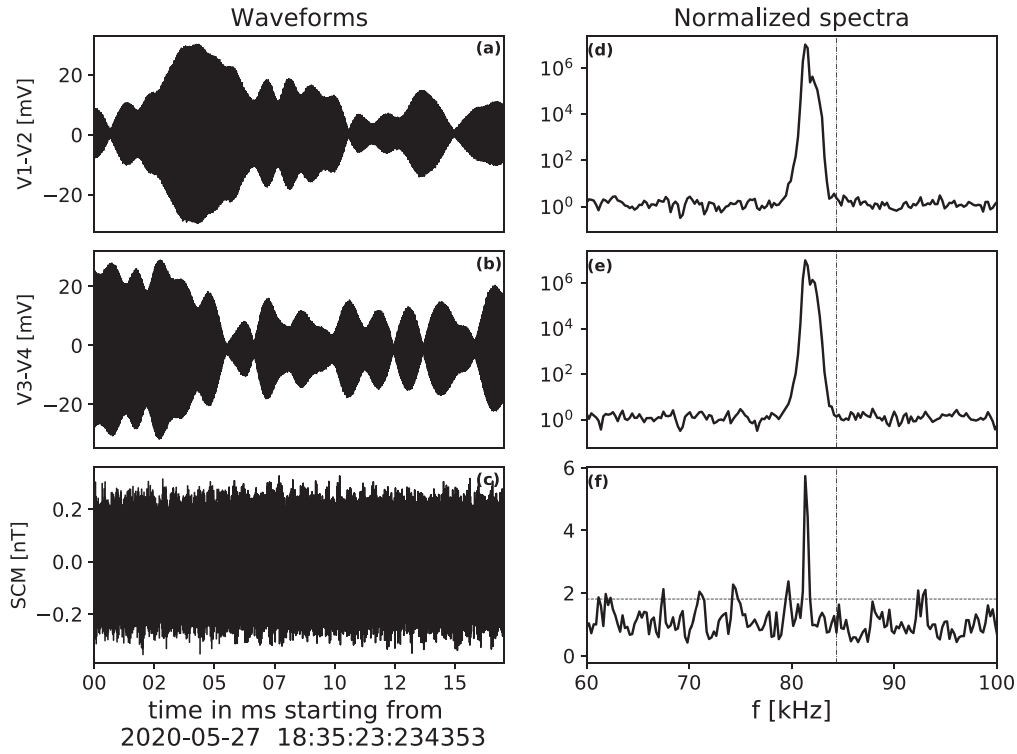 Waveforms
Normalized spectra
(a)
20
0
−20
V1-V2 [mV]
(d)
10^6
10^4
10^2
10^0
(b)
20
0
−20
V3-V4 [mV]
(e)
10^6
10^4
10^2
10^0
(c)
0.2
0.0
−0.2
SCM [nT]
00 02 05 07 10 12 15
time in ms starting from
2020-05-27 18:35:23:234353
(f)
6
4
2
0
60 70 80 90 100
f [kHz]